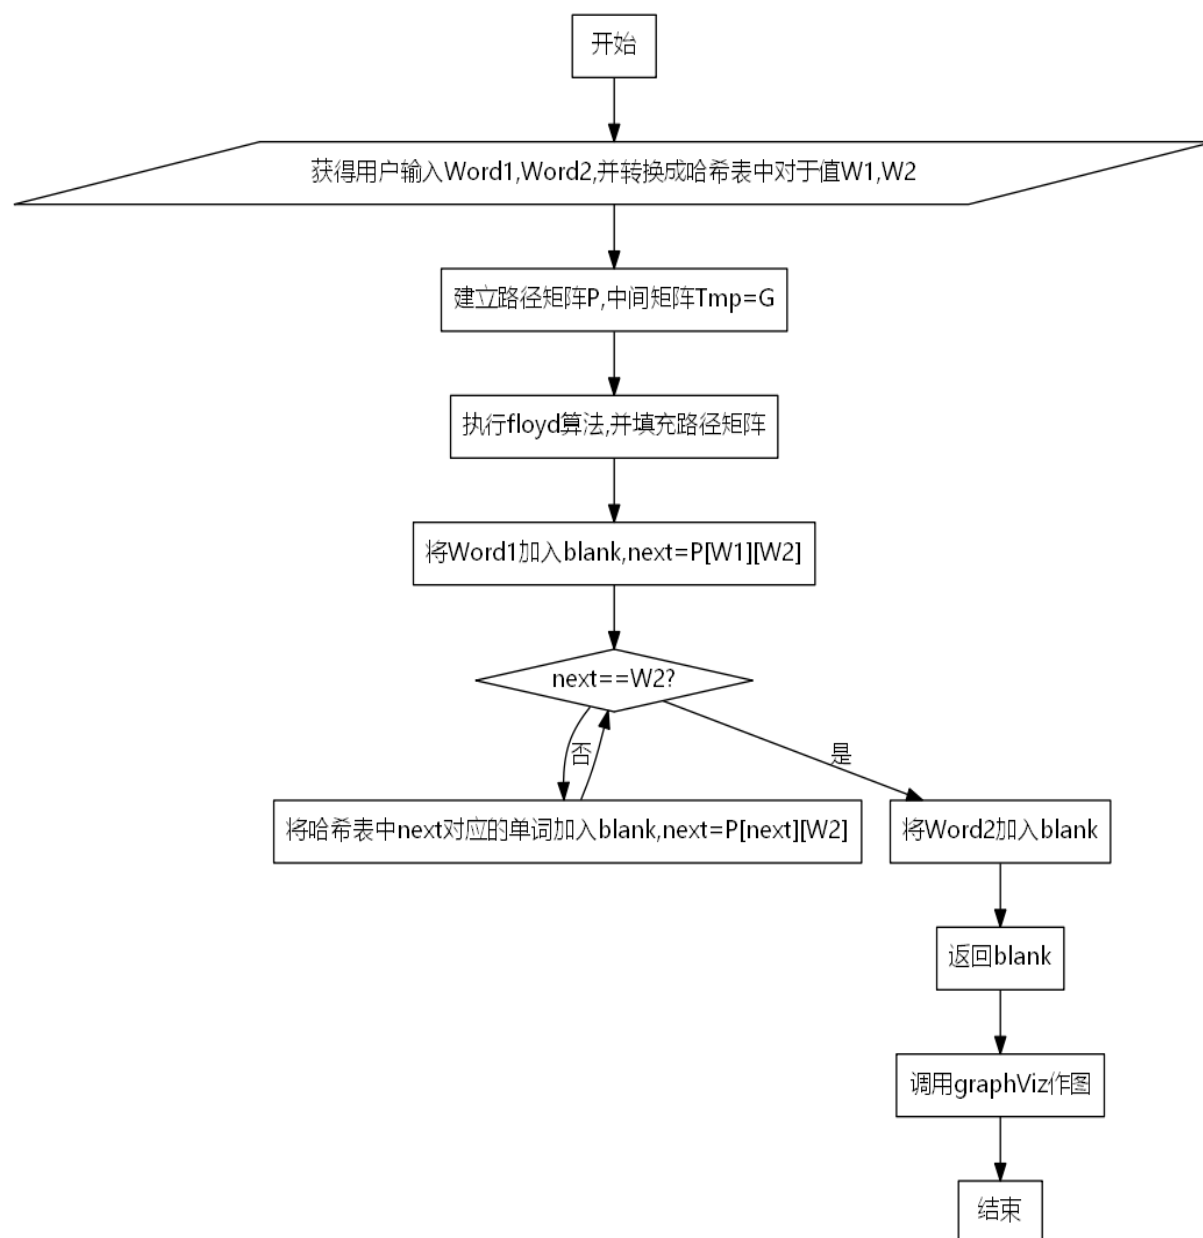 开始
获得用户输入Word1,Word2,并转换成哈希表中对于值W1,W2
建立路径矩阵P,中间矩阵Tmp=G
执行floyd算法,并填充路径矩阵
将Word1加入blank,next=P[W1][W2]
next==W2?
否
是
将哈希表中next对应的单词加入blank,next=P[next][W2]
将Word2加入blank
返回blank
调用graphViz作图
结束